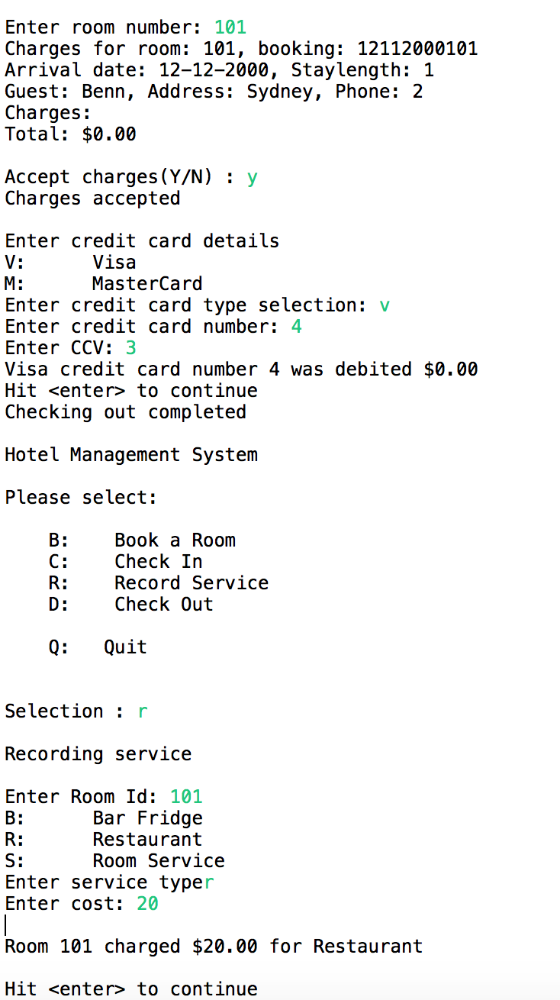 Enter room number: 101
Charges for room: 101, booking: 12112000101
Arrival date: 12-12-2000, Staylength: 1
Guest: Benn, Address: Sydney, Phone: 2
Charges:
Total: $0.00
Accept charges(Y/N) : y
Charges accepted
Enter credit card details
V:      Visa
M:      MasterCard
Enter credit card type selection: v
Enter credit card number: 4
Enter CCV: 3
Visa credit card number 4 was debited $0.00
Hit <enter> to continue
Checking out completed
Hotel Management System
Please select:
    B:    Book a Room
    C:    Check In
    R:    Record Service
    D:    Check Out
    Q:   Quit
Selection : r
Recording service
Enter Room Id: 101
B:      Bar Fridge
R:      Restaurant
S:      Room Service
Enter service typer
Enter cost: 20
Room 101 charged $20.00 for Restaurant
Hit <enter> to continue